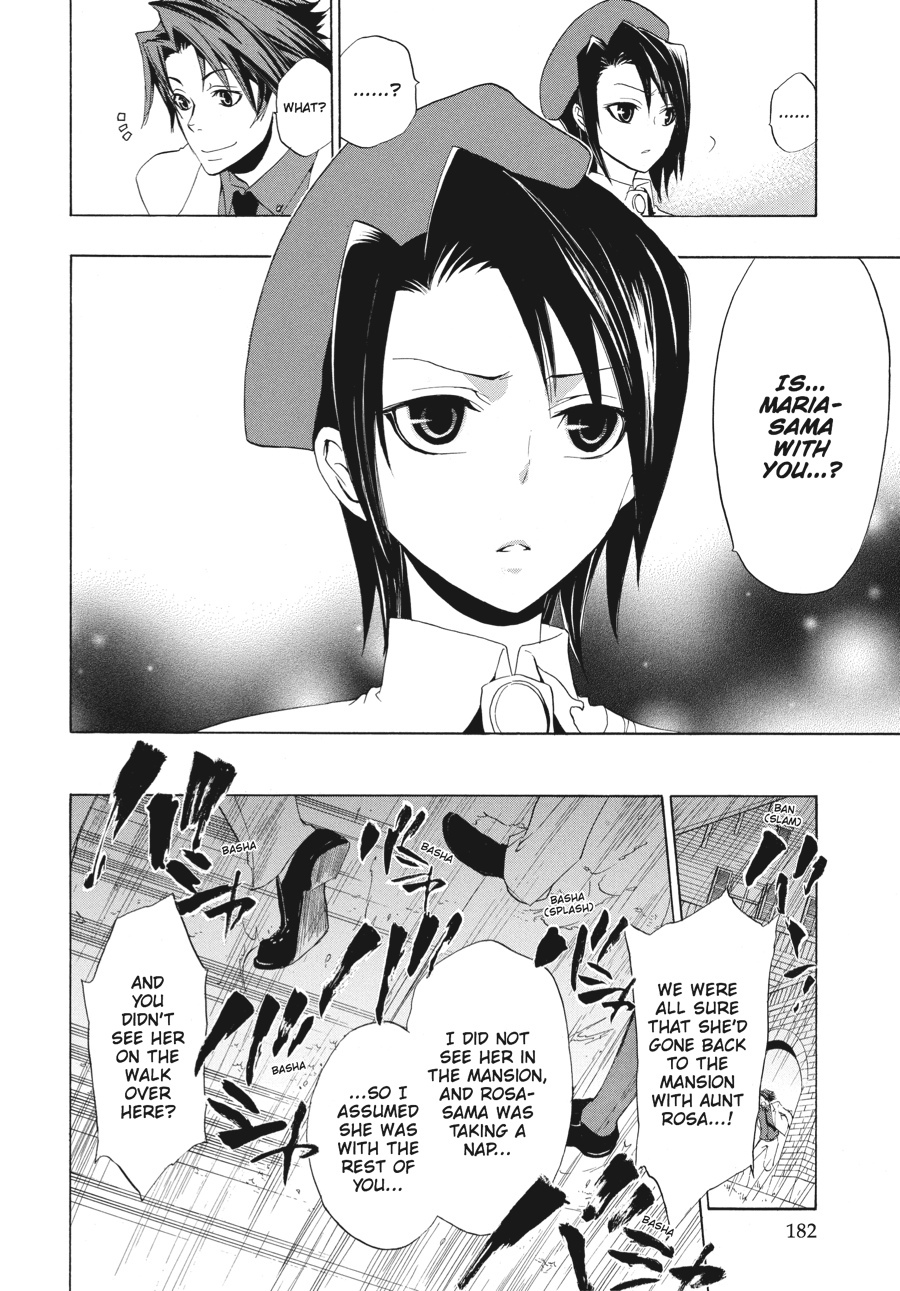 ......
......?
WHAT?
IS...
MARIA-
SAMA
WITH
YOU...?
BAN
(SLAM)
WE WERE
ALL SURE
THAT SHE'D
GONE BACK
TO THE
MANSION
WITH AUNT
ROSA...!
BASHA
(SPLASH)
BASHA
BASHA
I DID NOT
SEE HER IN
THE MANSION,
AND ROSA-
SAMA WAS
TAKING A
NAP...
...SO I
ASSUMED
SHE WAS
WITH THE
REST OF
YOU...
BASHA
AND
YOU
DIDN'T
SEE HER
ON THE
WALK
OVER
HERE?
BASHA
182